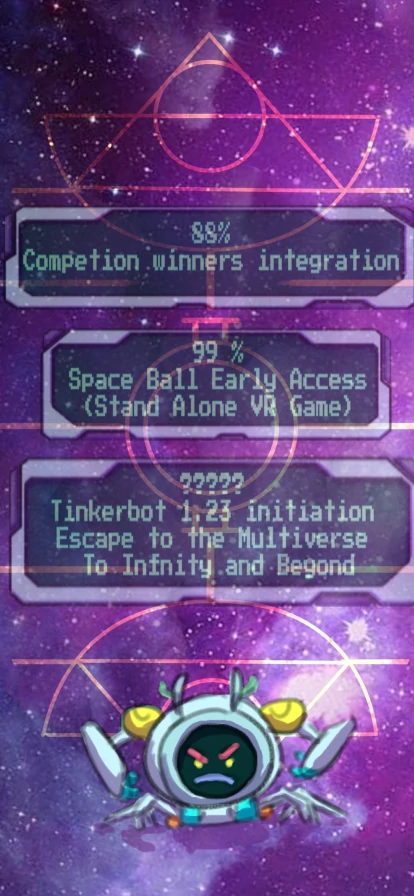 88%
Competion winners integration
99 %
Space Ball Early Access
(Stand Alone VR Game)
?????
Tinkerbot 1,23 initiation
Escape to the Multiverse
To Infnity and Beyond